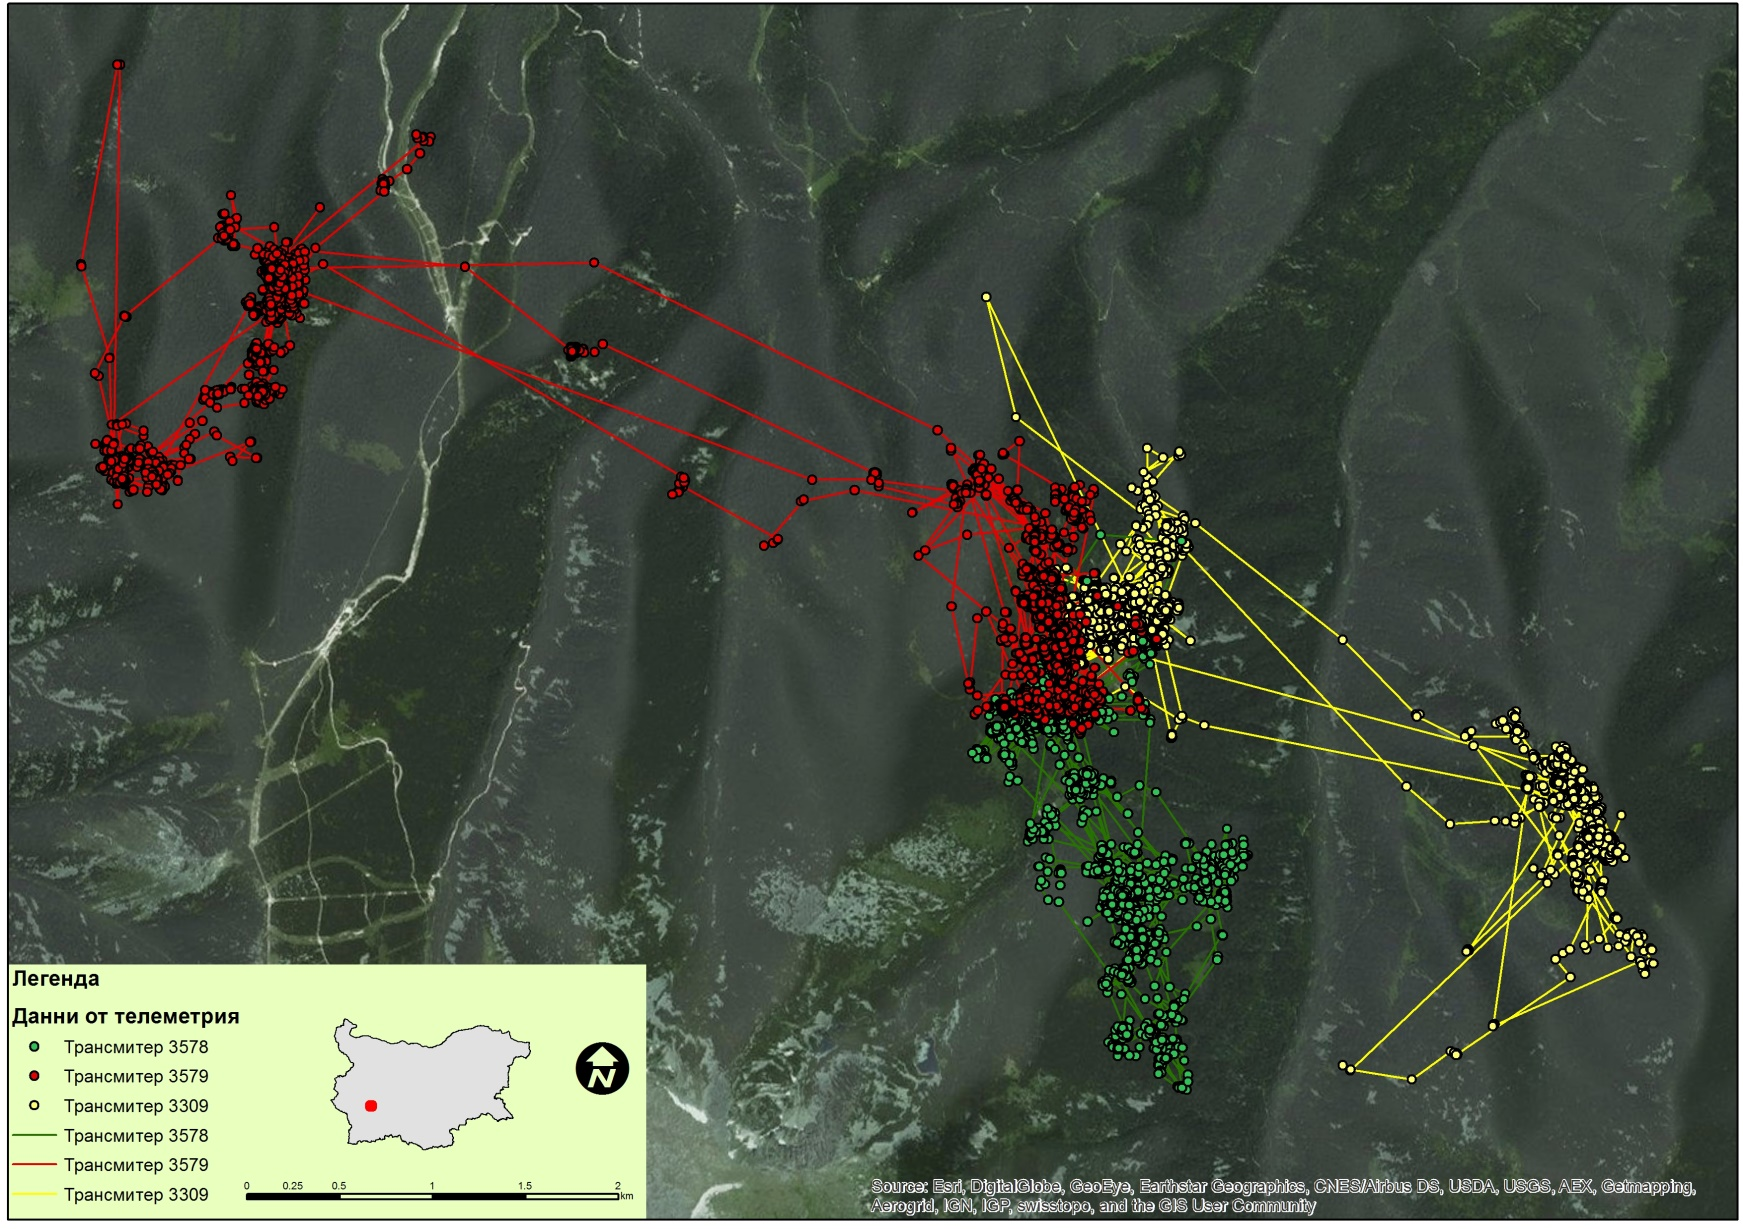 Легенда
Данни от телеметрия
Трансмитер 3578
Трансмитер 3579
Трансмитер 3309
Трансмитер 3578
Трансмитер 3579
Трансмитер 3309
N
0 0.25 0.5 1 1.5 2
km
Source: Esri, DigitalGlobe, GeoEye, Earthstar Geographics, CNES/Airbus DS, USDA, USGS, AEX, Getmapping,
Aerogrid, IGN, IGP, swisstopo, and the GIS User Community